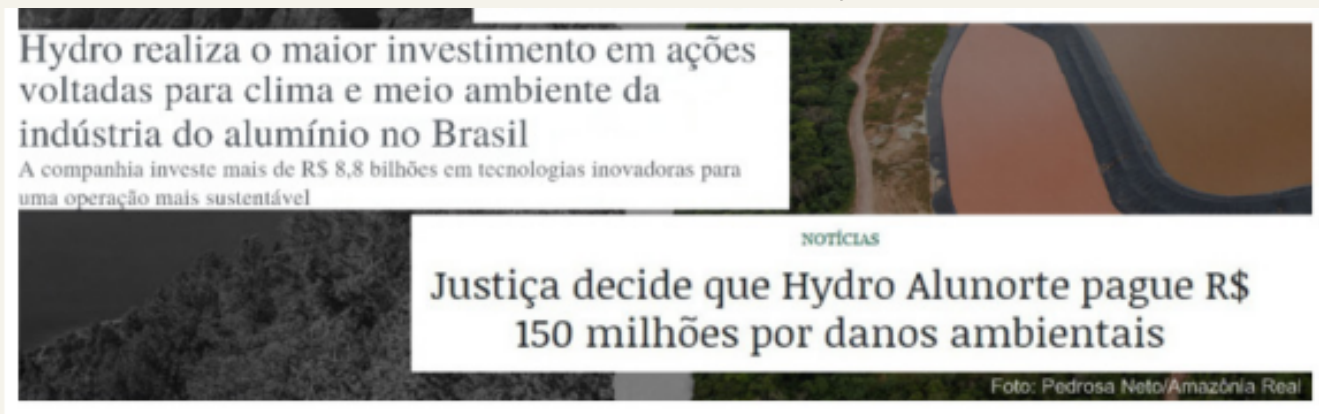 Hydro realiza o maior investimento em ações
voltadas para clima e meio ambiente da
indústria do alumínio no Brasil
A companhia investe mais de R$ 8,8 bilhões em tecnologias inovadoras para
uma operação mais sustentável
NOTÍCIAS
Justiça decide que Hydro Alunorte pague R$
150 milhões por danos ambientais
Foto: Pedrosa Neto/Amazônia Real